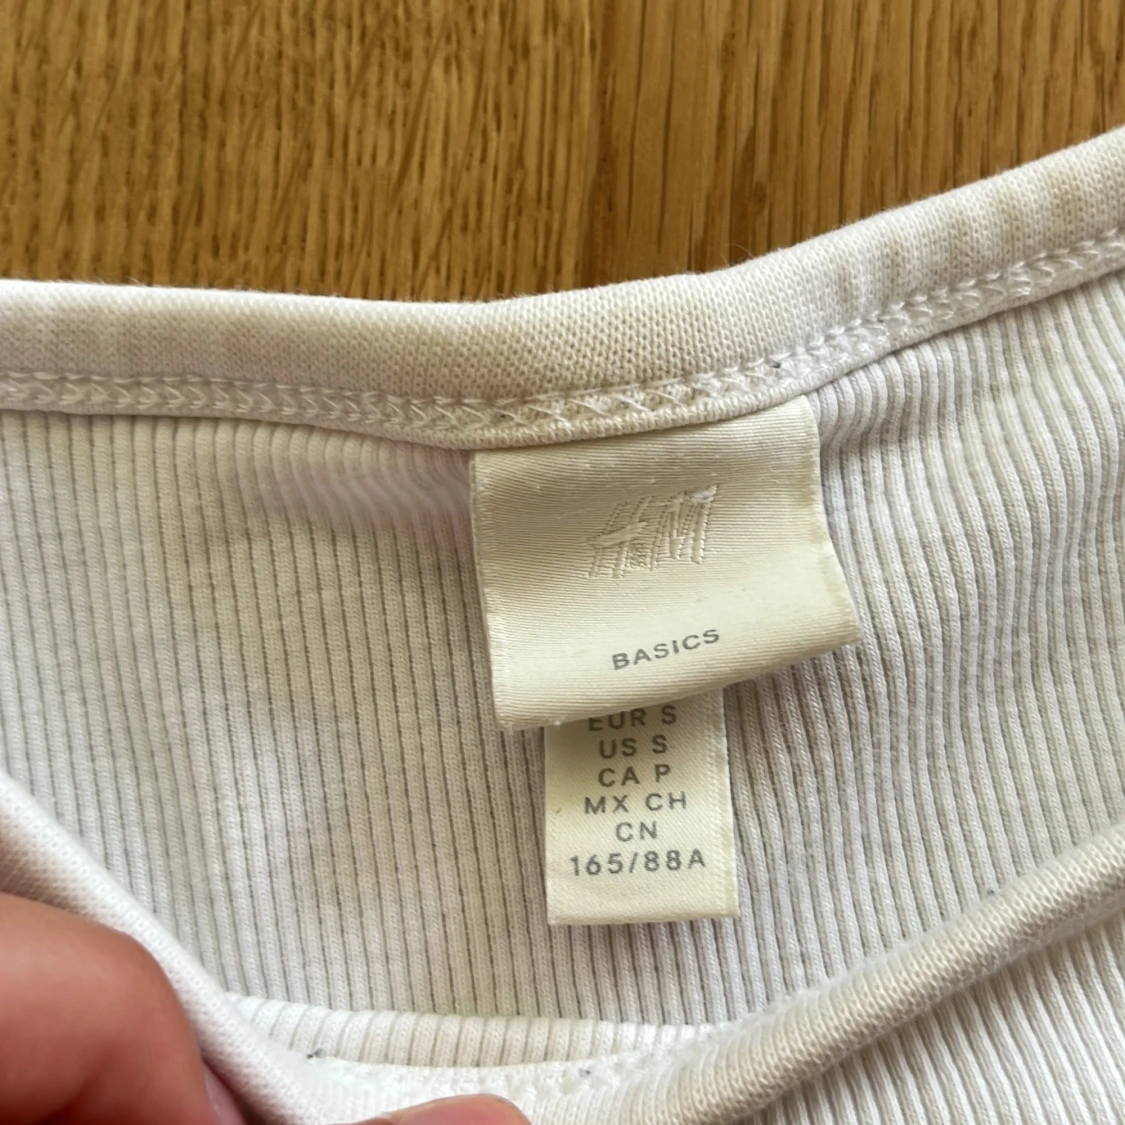 H&M
BASICS
EUR S
US S
CA P
MX CH
CN
165/88A